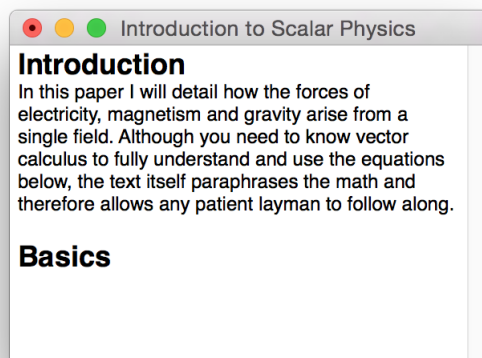 Introduction to Scalar Physics
Introduction
In this paper I will detail how the forces of
electricity, magnetism and gravity arise from a
single field. Although you need to know vector
calculus to fully understand and use the equations
below, the text itself paraphrases the math and
therefore allows any patient layman to follow along.
Basics